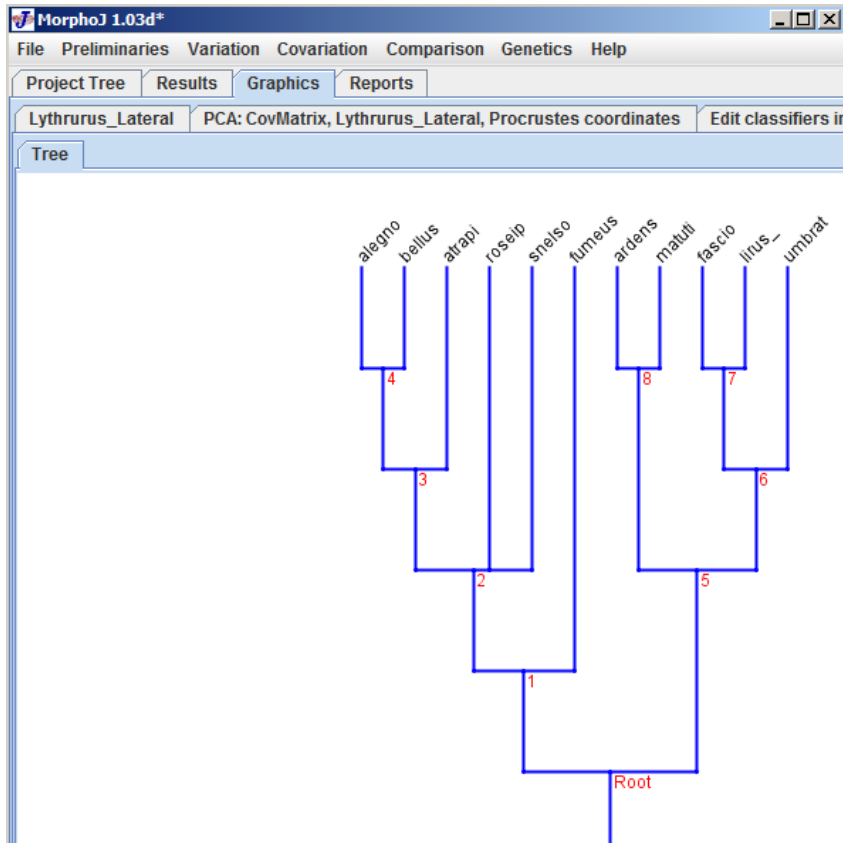 MorphoJ 1.03d*
File Preliminaries Variation Covariation Comparison Genetics Help
Project Tree Results Graphics Reports
Lythrurus_Lateral PCA: CovMatrix, Lythrurus_Lateral, Procrustes coordinates Edit classifiers in
Tree
alegno bellus atrapi roseip snelso fumeus ardens matuti fascio lirus_ umbrat
4 8 7
3 6
2 5
1
Root